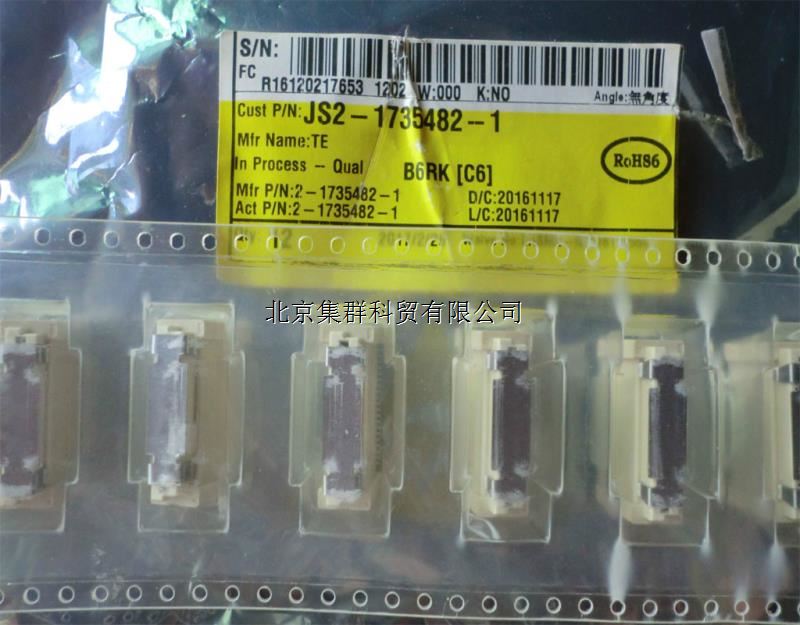 S/N:
FC
R16120217653 1202 W:000 K:NO
Angle:無角度
Cust P/N:JS2-1735482-1
Mfr Name:TE
In Process - Qual B6RK [C6]
RoHS6
Mfr P/N:2-1735482-1 D/C:20161117
Act P/N:2-1735482-1 L/C:20161117
北京集群科贸有限公司